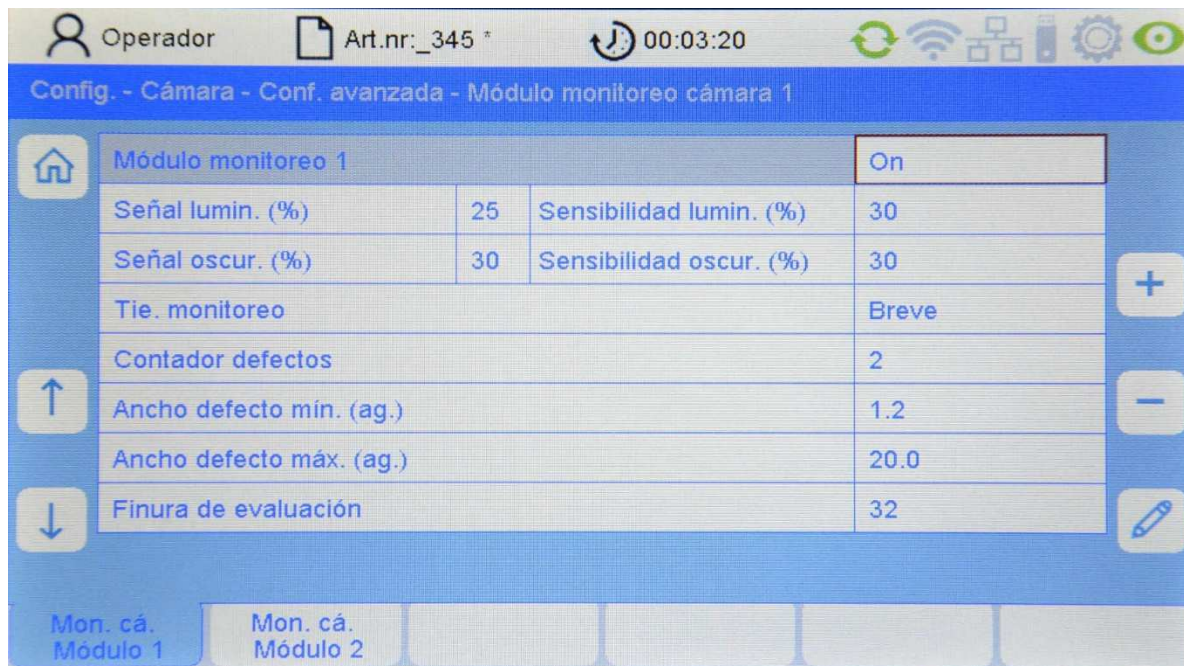 Operador Art.nr:_345 * 00:03:20
Config. - Cámara - Conf. avanzada - Módulo monitoreo cámara 1
Módulo monitoreo 1 On
Señal lumin. (%) 25 Sensibilidad lumin. (%) 30
Señal oscur. (%) 30 Sensibilidad oscur. (%) 30
Tie. monitoreo Breve
Contador defectos 2
Ancho defecto mín. (ag.) 1.2
Ancho defecto máx. (ag.) 20.0
Finura de evaluación 32
Mon. cá. Mon. cá.
Módulo 1 Módulo 2